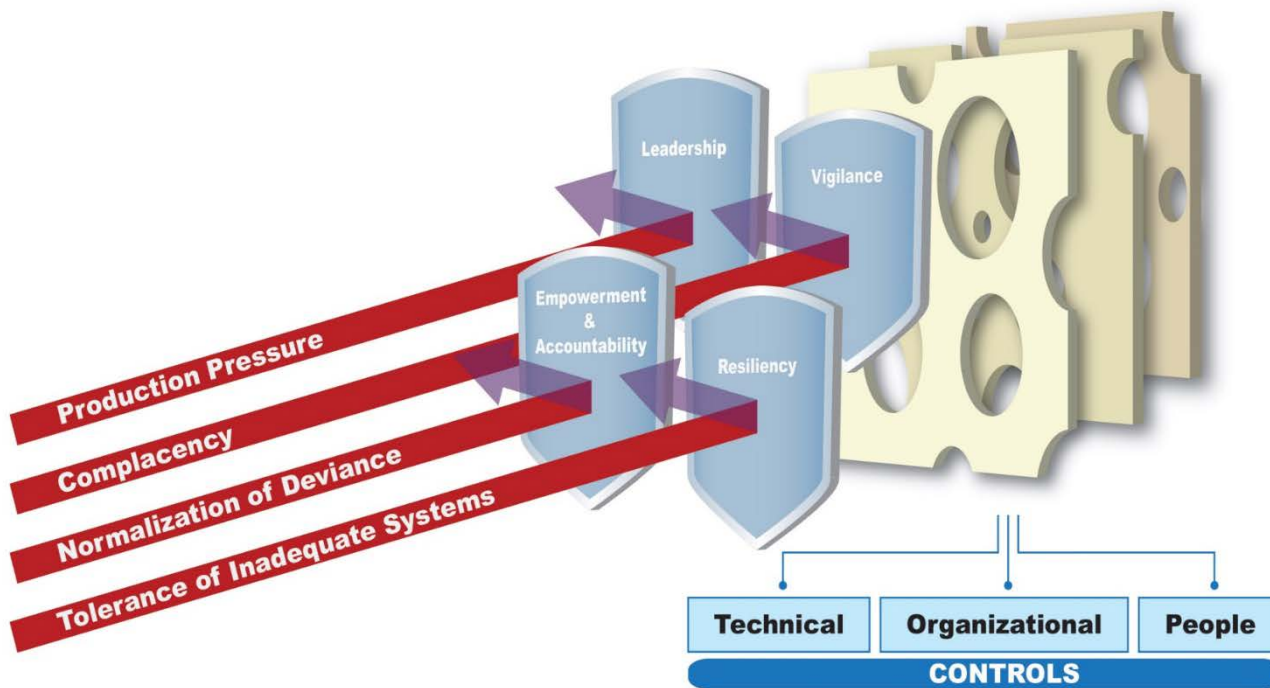 Leadership
Vigilance
Empowerment
&
Accountability
Resiliency
Production Pressure
Complacency
Normalization of Deviance
Tolerance of Inadequate Systems
Technical
Organizational
People
CONTROLS